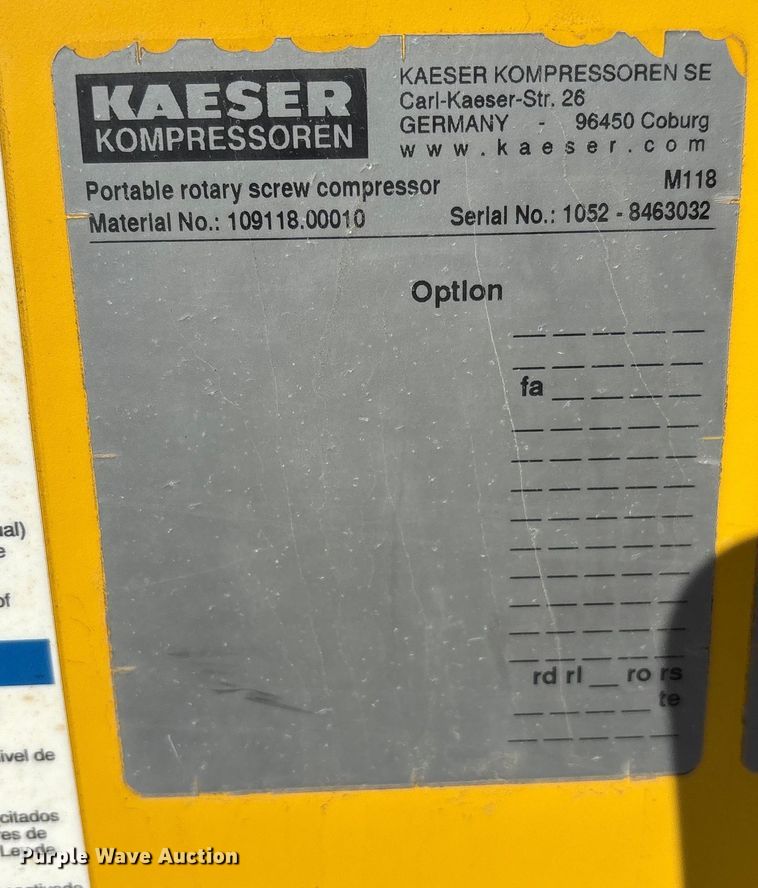 KAESER
KOMPRESSOREN
KAESER KOMPRESSOREN SE
Carl-Kaeser-Str. 26
GERMANY - 96450 Coburg
www.kaeser.com
Portable rotary screw compressor M118
Material No.: 109118.00010 Serial No.: 1052 - 8463032
Option
_ _ _ _ _
_ _ _ _ _
fa _ _ _ _
_ _ _ _ _
_ _ _ _ _
_ _ _ _ _
_ _ _ _ _
_ _ _ _ _
_ _ _ _ _
_ _ _ _ _
_ _ _ _ _
_ _ _ _ _
rd rl _ ro rs
_ _ _ _ te
_ _ _ _ _
ual)
of
ivel de
citados
es de
Ley de
Purple Wave Auction